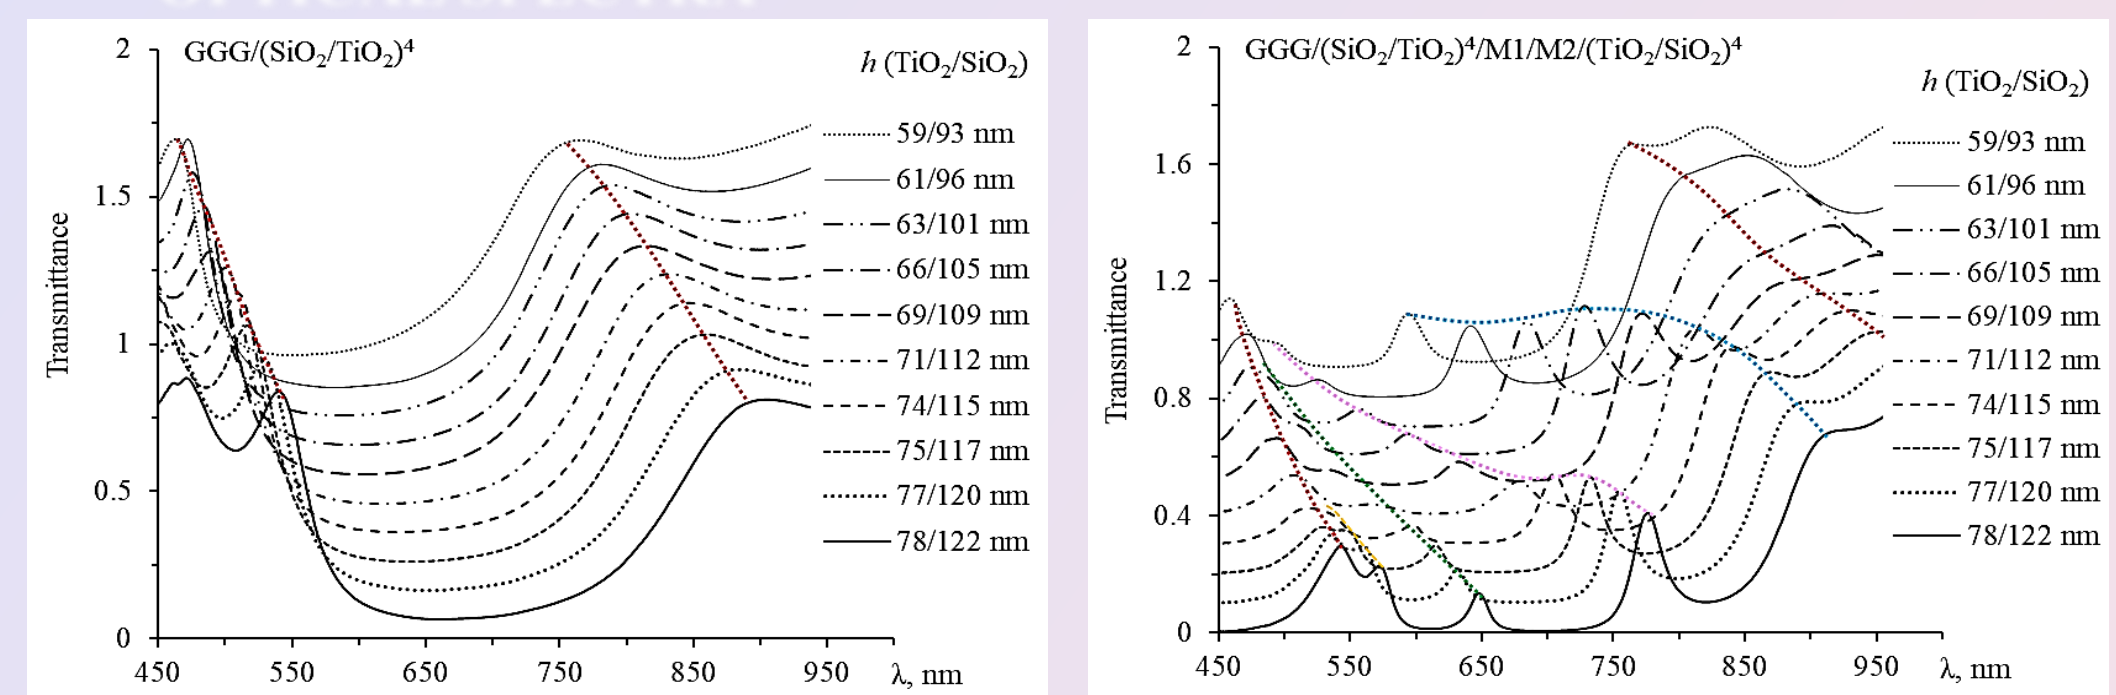 GGG/(SiO₂/TiO₂)⁴
h (TiO₂/SiO₂)
59/93 nm
61/96 nm
63/101 nm
66/105 nm
69/109 nm
71/112 nm
74/115 nm
75/117 nm
77/120 nm
78/122 nm
Transmittance
2
1.5
1
0.5
0
450 550 650 750 850 950 λ, nm
GGG/(SiO₂/TiO₂)⁴/M1/M2/(TiO₂/SiO₂)⁴
h (TiO₂/SiO₂)
59/93 nm
61/96 nm
63/101 nm
66/105 nm
69/109 nm
71/112 nm
74/115 nm
75/117 nm
77/120 nm
78/122 nm
Transmittance
2
1.6
1.2
0.8
0.4
0
450 550 650 750 850 950 λ, nm